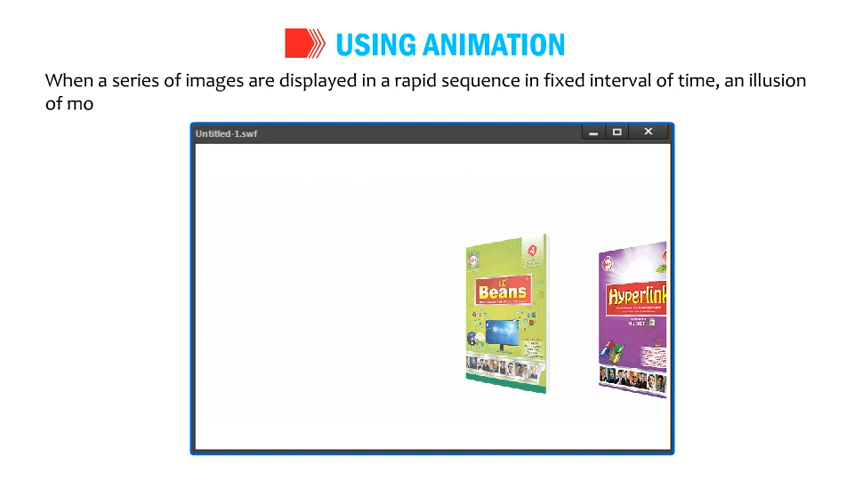 USING ANIMATION
When a series of images are displayed in a rapid sequence in fixed interval of time, an illusion
of mo
Untitled-1.swf
Beans
Hyperlink